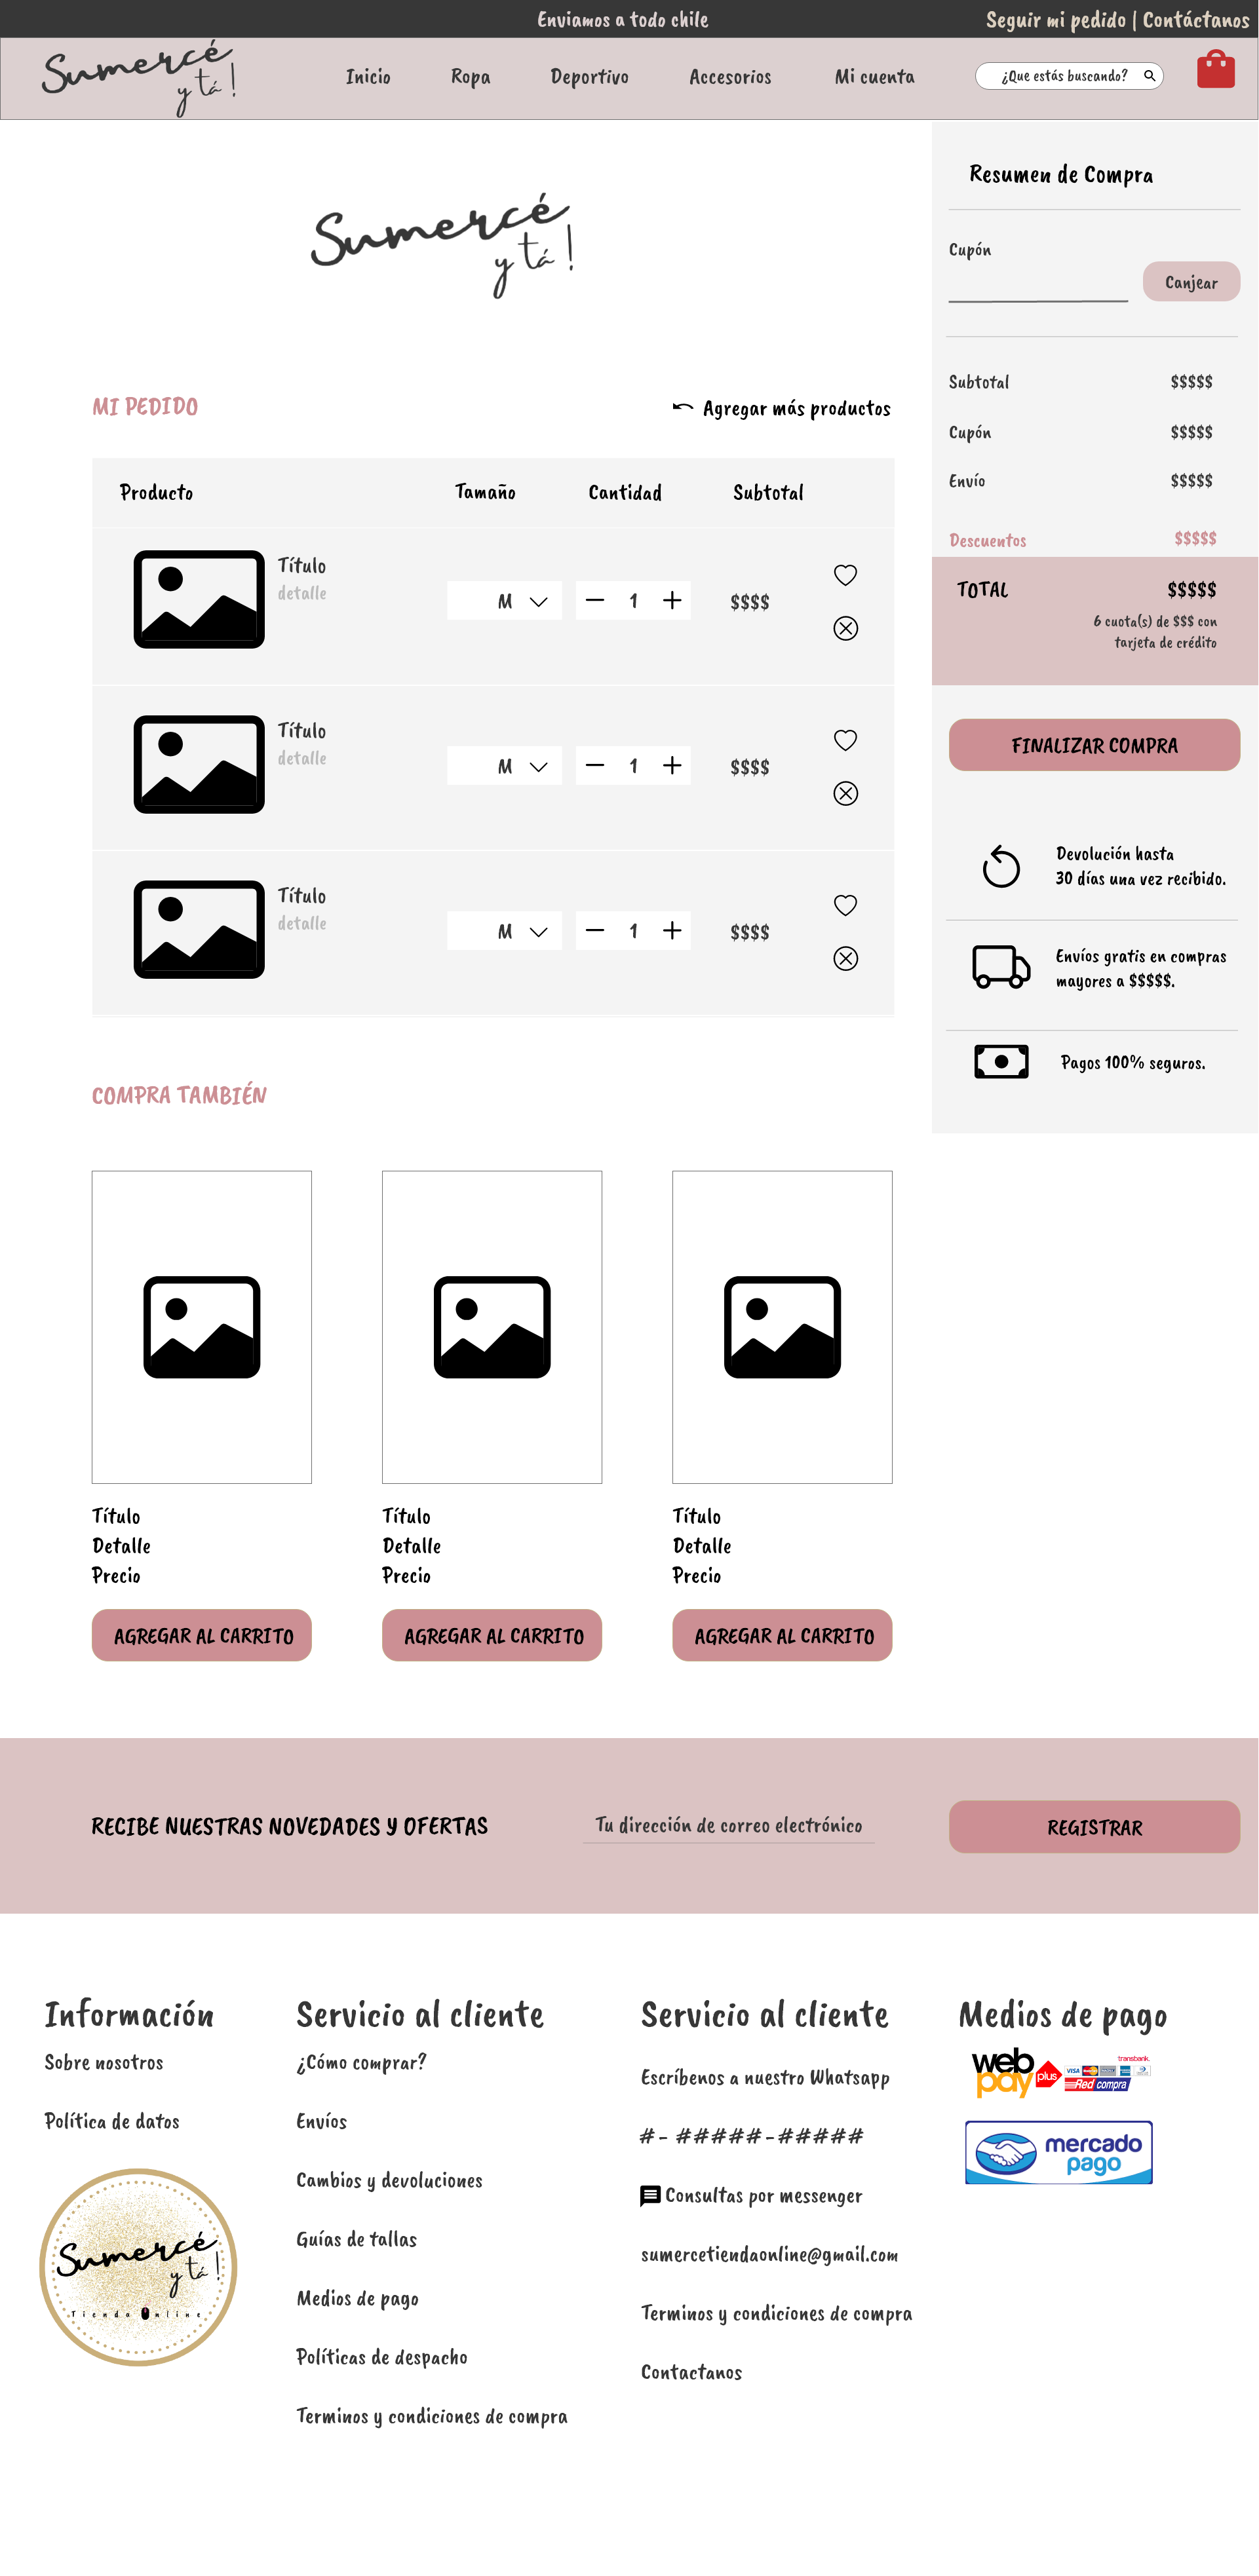 Enviamos a todo chile
Seguir mi pedido | Contáctanos
Sumercé
y tá !
Inicio
Ropa
Deportivo
Accesorios
Mi cuenta
¿Que estás buscando?
Sumercé
y tá !
MI PEDIDO
Agregar más productos
Producto
Tamaño
Cantidad
Subtotal
Título
detalle
M
1
$$$$
Título
detalle
M
1
$$$$
Título
detalle
M
1
$$$$
Resumen de Compra
Cupón
Canjear
Subtotal
$$$$$
Cupón
$$$$$
Envío
$$$$$
Descuentos
$$$$$
TOTAL
$$$$$
6 cuota(s) de $$$ con
tarjeta de crédito
FINALIZAR COMPRA
Devolución hasta
30 días una vez recibido.
Envíos gratis en compras
mayores a $$$$$.
Pagos 100% seguros.
COMPRA TAMBIÉN
Título
Detalle
Precio
AGREGAR AL CARRITO
Título
Detalle
Precio
AGREGAR AL CARRITO
Título
Detalle
Precio
AGREGAR AL CARRITO
RECIBE NUESTRAS NOVEDADES Y OFERTAS
Tu dirección de correo electrónico
REGISTRAR
Información
Sobre nosotros
Política de datos
Sumercé
y tá !
Tienda Online
Servicio al cliente
¿Cómo comprar?
Envíos
Cambios y devoluciones
Guías de tallas
Medios de pago
Políticas de despacho
Terminos y condiciones de compra
Servicio al cliente
Escríbenos a nuestro Whatsapp
#- #####-#####
Consultas por messenger
sumercetiendaonline@gmail.com
Terminos y condiciones de compra
Contactanos
Medios de pago
web
pay
plus
transbank.
VISA
Redcompra
mercado
pago